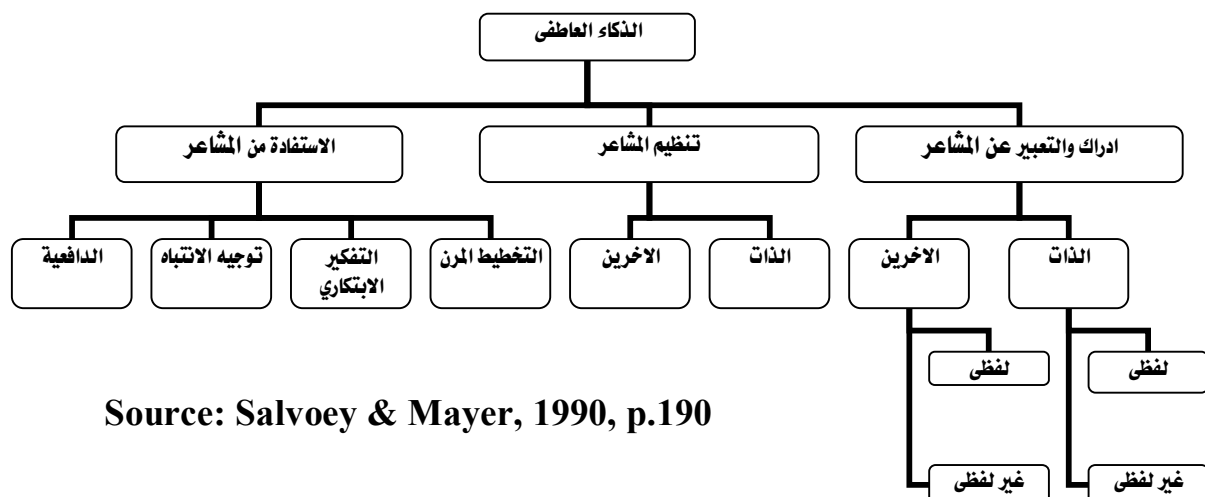 الذكاء العاطفى
ادراك والتعبير عن المشاعر
تنظيم المشاعر
الاستفادة من المشاعر
الذات
الاخرين
الذات
الاخرين
التخطيط المرن
التفكير
الابتكاري
توجيه الانتباه
الدافعية
لفظى
لفظى
غير لفظى
غير لفظى
Source: Salvoey & Mayer, 1990, p.190